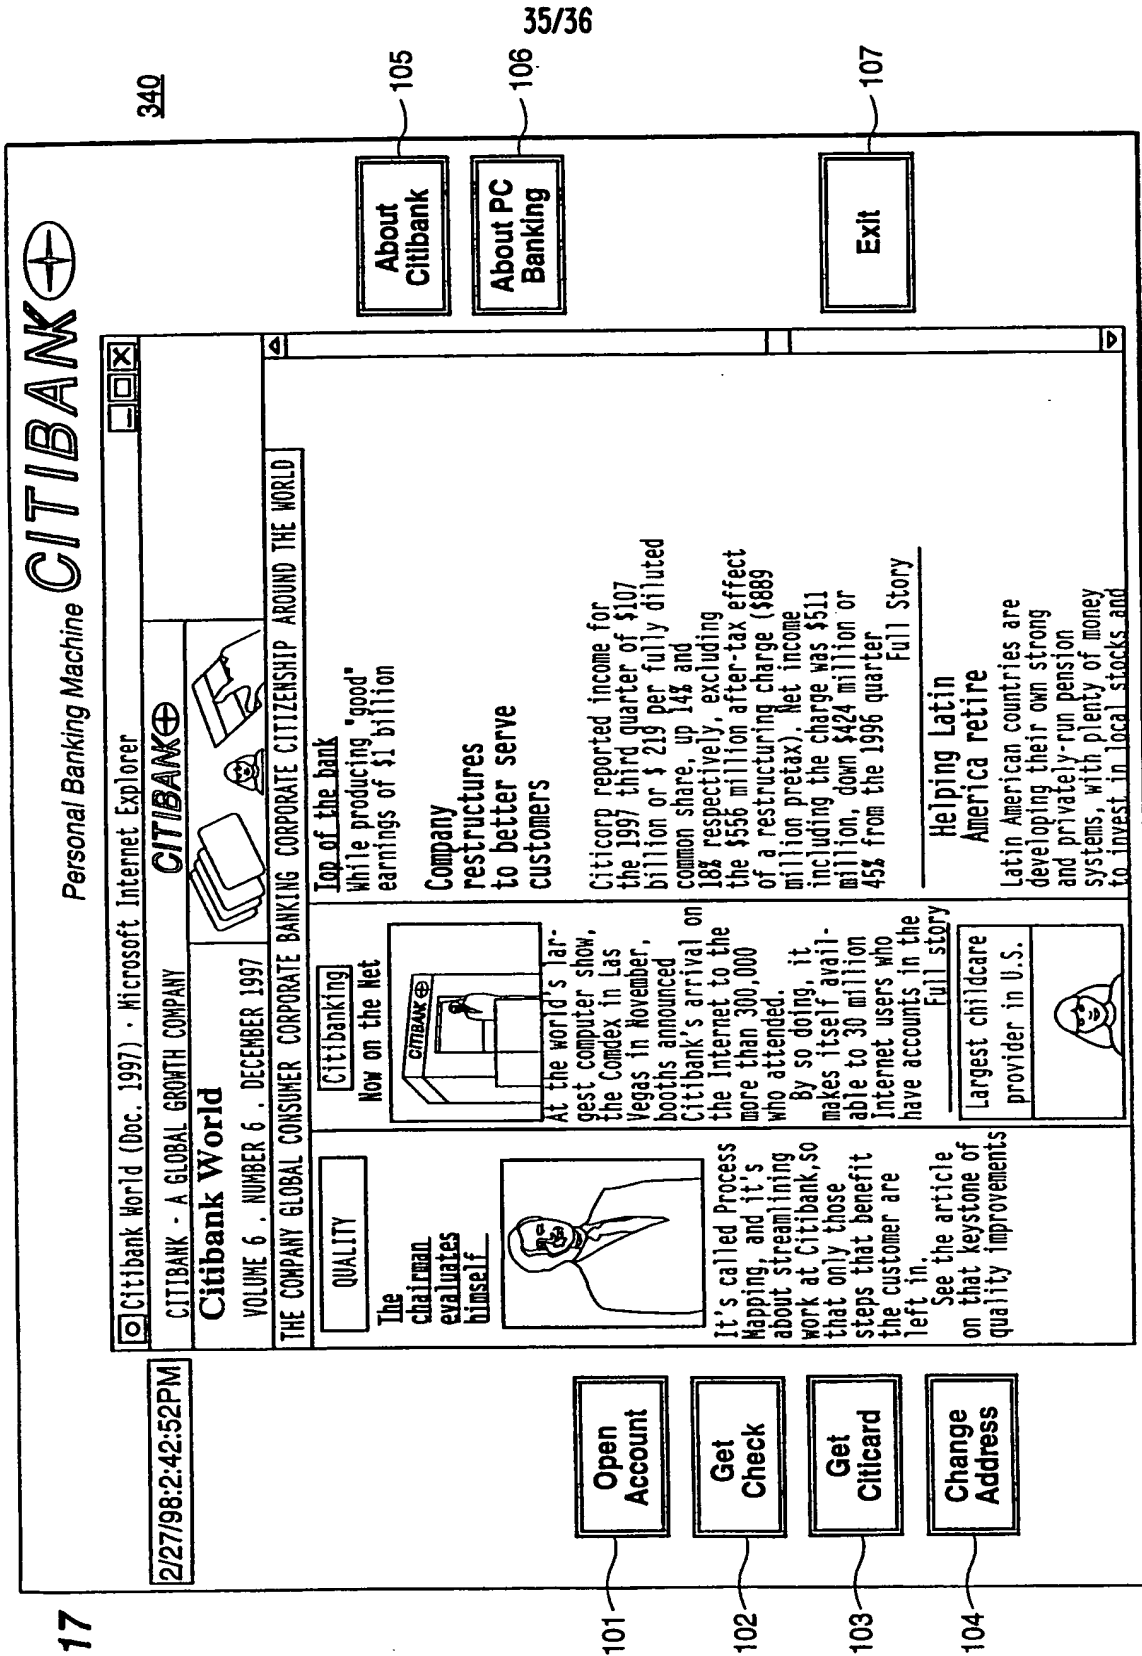 35/36
17
340
Personal Banking Machine CITIBANK
2/27/98:2:42:52PM
Citibank World (Doc. 1997) · Microsoft Internet Explorer
CITIBANK - A GLOBAL GROWTH COMPANY
CITIBANK
Citibank World
VOLUME 6 . NUMBER 6 . DECEMBER 1997
THE COMPANY GLOBAL CONSUMER CORPORATE BANKING CORPORATE CITIZENSHIP AROUND THE WORLD
QUALITY
The
chairman
evaluates
himself
It's called Process
Mapping, and it's
about streamlining
work at Citibank,so
that only those
steps that benefit
the customer are
left in.
See the article
on that keystone of
quality improvements
Citibanking
Now on the Net
CITIBANK
At the world's lar-
gest computer show,
the Comdex in Las
Vegas in November,
booths announced
Citibank's arrival on
the Internet to the
more than 300,000
who attended.
By so doing, it
makes itself avail-
able to 30 million
Internet users who
have accounts in the
Full story
Largest childcare
provider in U.S.
Top of the bank
While producing "good"
earnings of $1 billion
Company
restructures
to better serve
customers
Citicorp reported income for
the 1997 third quarter of $107
billion or $ 219 per fully diluted
common share, up 14% and
18% respectively, excluding
the $556 million after-tax effect
of a restructuring charge ($889
million pretax). Net income
including the charge was $511
million, down $424 million or
45% from the 1996 quarter
Full Story
Helping Latin
America retire
Latin American countries are
developing their own strong
and privately-run pension
systems, with plenty of money
to invest in local stocks and
Open
Account
101
Get
Check
102
Get
Citicard
103
Change
Address
104
About
Citibank
105
About PC
Banking
106
Exit
107